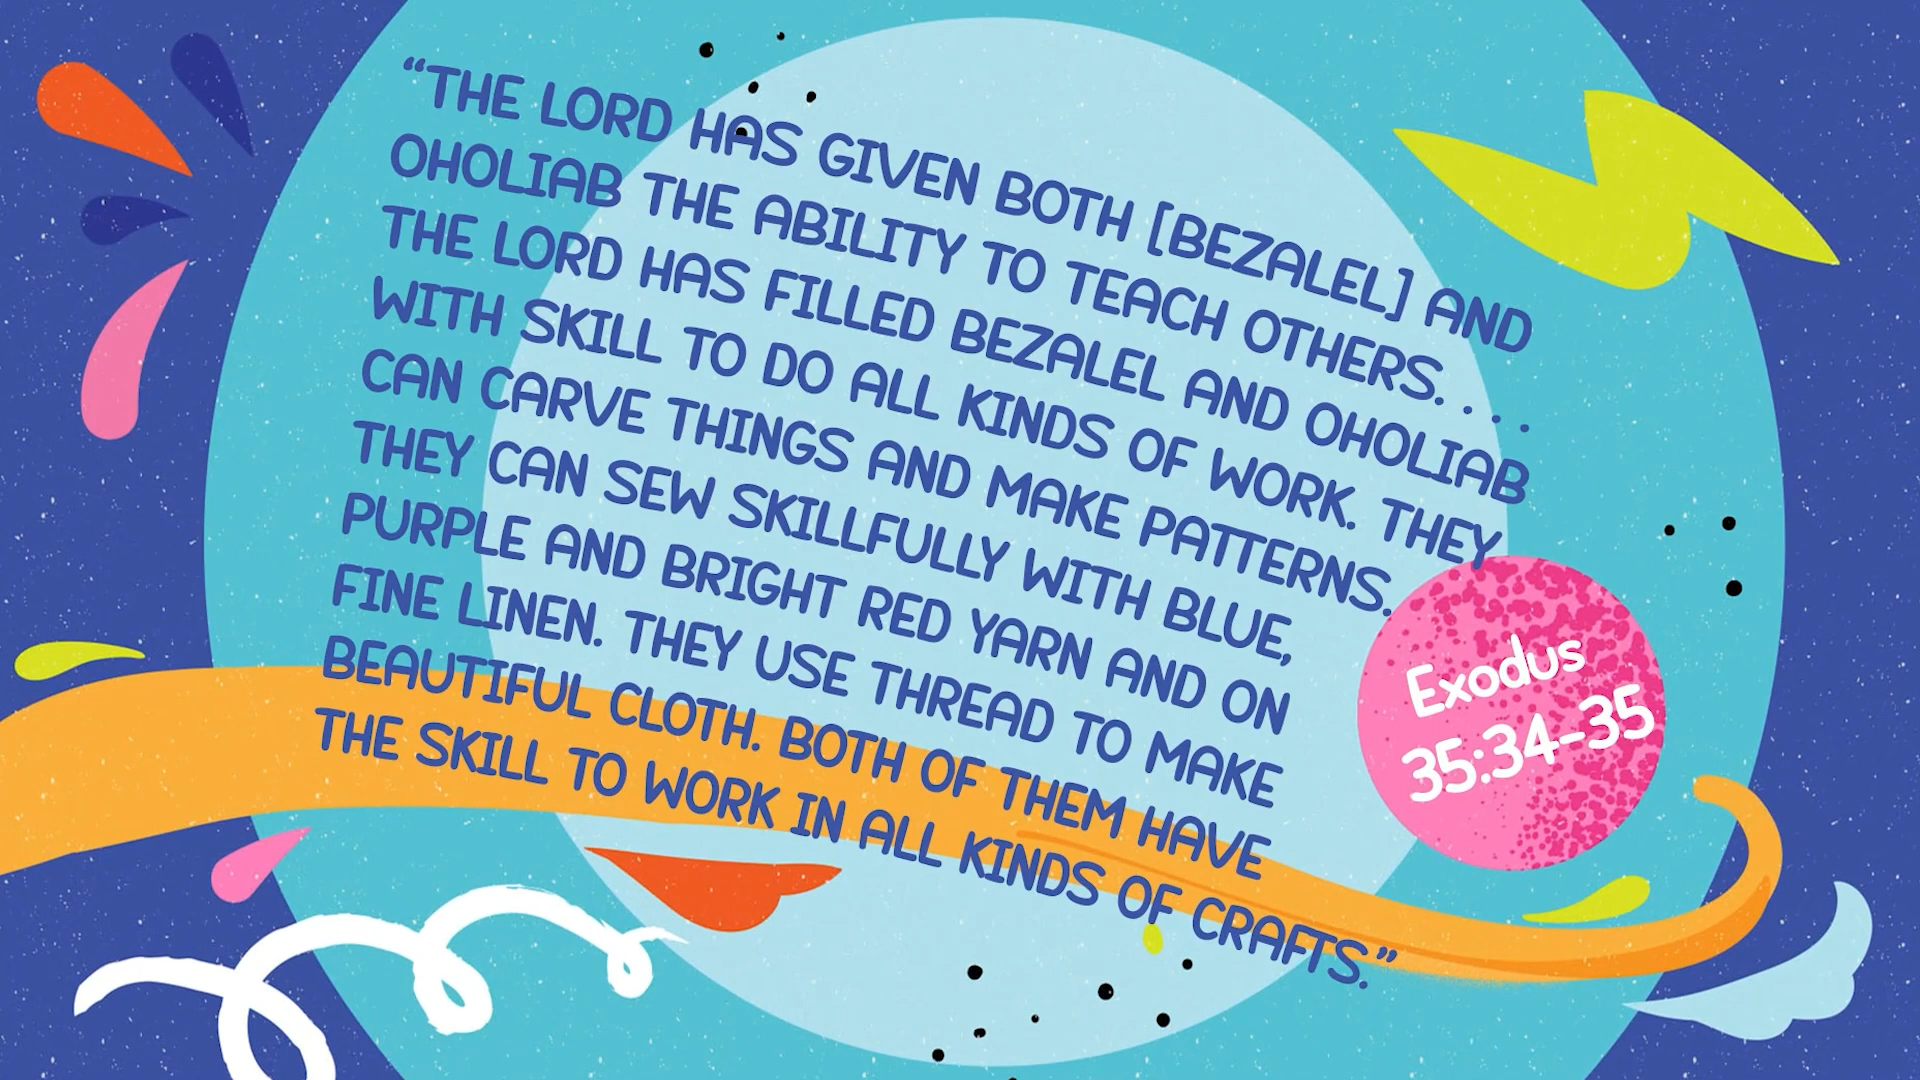 “THE LORD HAS GIVEN BOTH [BEZALEL] AND
OHOLIAB THE ABILITY TO TEACH OTHERS. . . .
THE LORD HAS FILLED BEZALEL AND OHOLIAB
WITH SKILL TO DO ALL KINDS OF WORK. THEY
CAN CARVE THINGS AND MAKE PATTERNS.
THEY CAN SEW SKILLFULLY WITH BLUE,
PURPLE AND BRIGHT RED YARN AND ON
FINE LINEN. THEY USE THREAD TO MAKE
BEAUTIFUL CLOTH. BOTH OF THEM HAVE
THE SKILL TO WORK IN ALL KINDS OF CRAFTS.”
Exodus
35:34-35